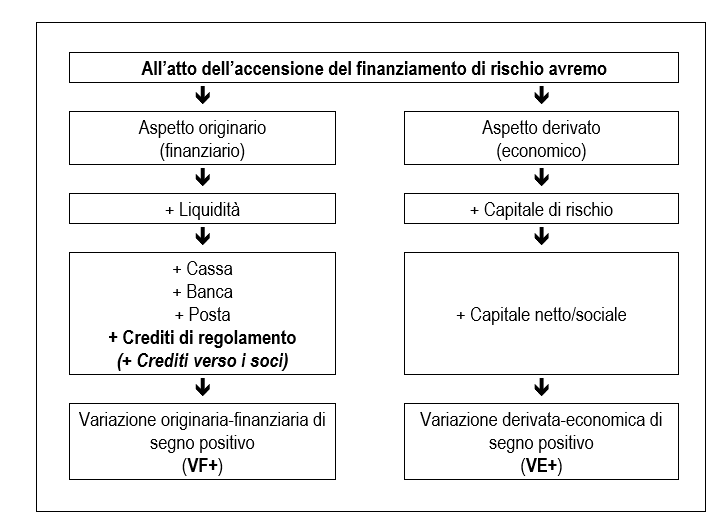 All’atto dell’accensione del finanziamento di rischio avremo
Aspetto originario
(finanziario)
Aspetto derivato
(economico)
+ Liquidità
+ Capitale di rischio
+ Cassa
+ Banca
+ Posta
+ Crediti di regolamento
(+ Crediti verso i soci)
+ Capitale netto/sociale
Variazione originaria-finanziaria di
segno positivo
(VF+)
Variazione derivata-economica di
segno positivo
(VE+)